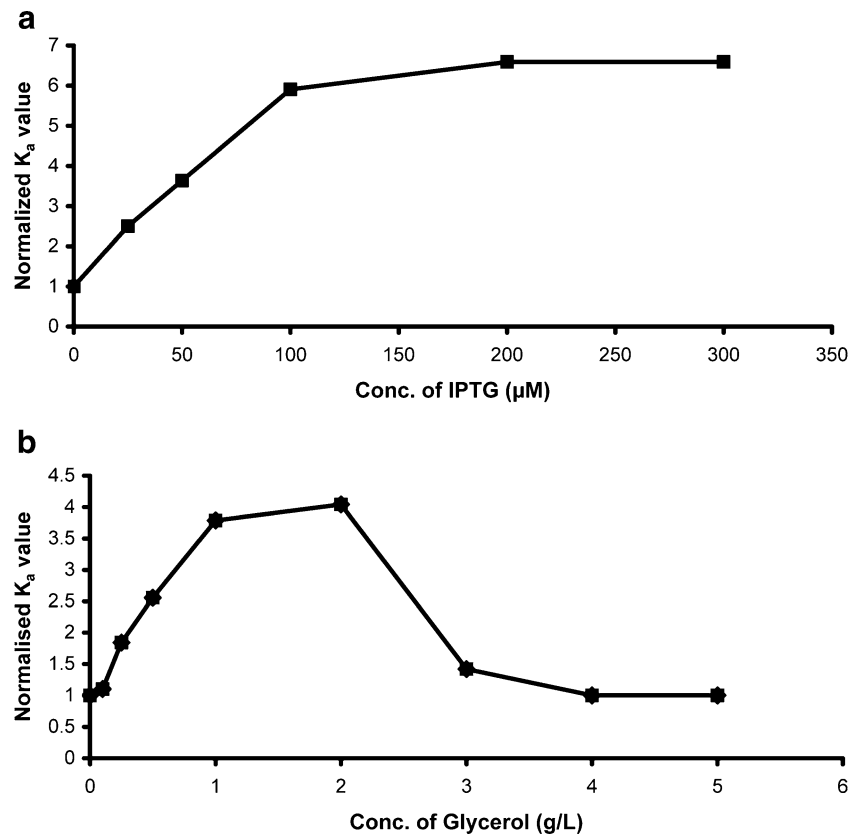 a
7
6
5
4
3
2
1
0
Normalized Ka value
0 50 100 150 200 250 300 350
Conc. of IPTG (µM)
b
4.5
4
3.5
3
2.5
2
1.5
1
0.5
0
Normalised Ka value
0 1 2 3 4 5 6
Conc. of Glycerol (g/L)